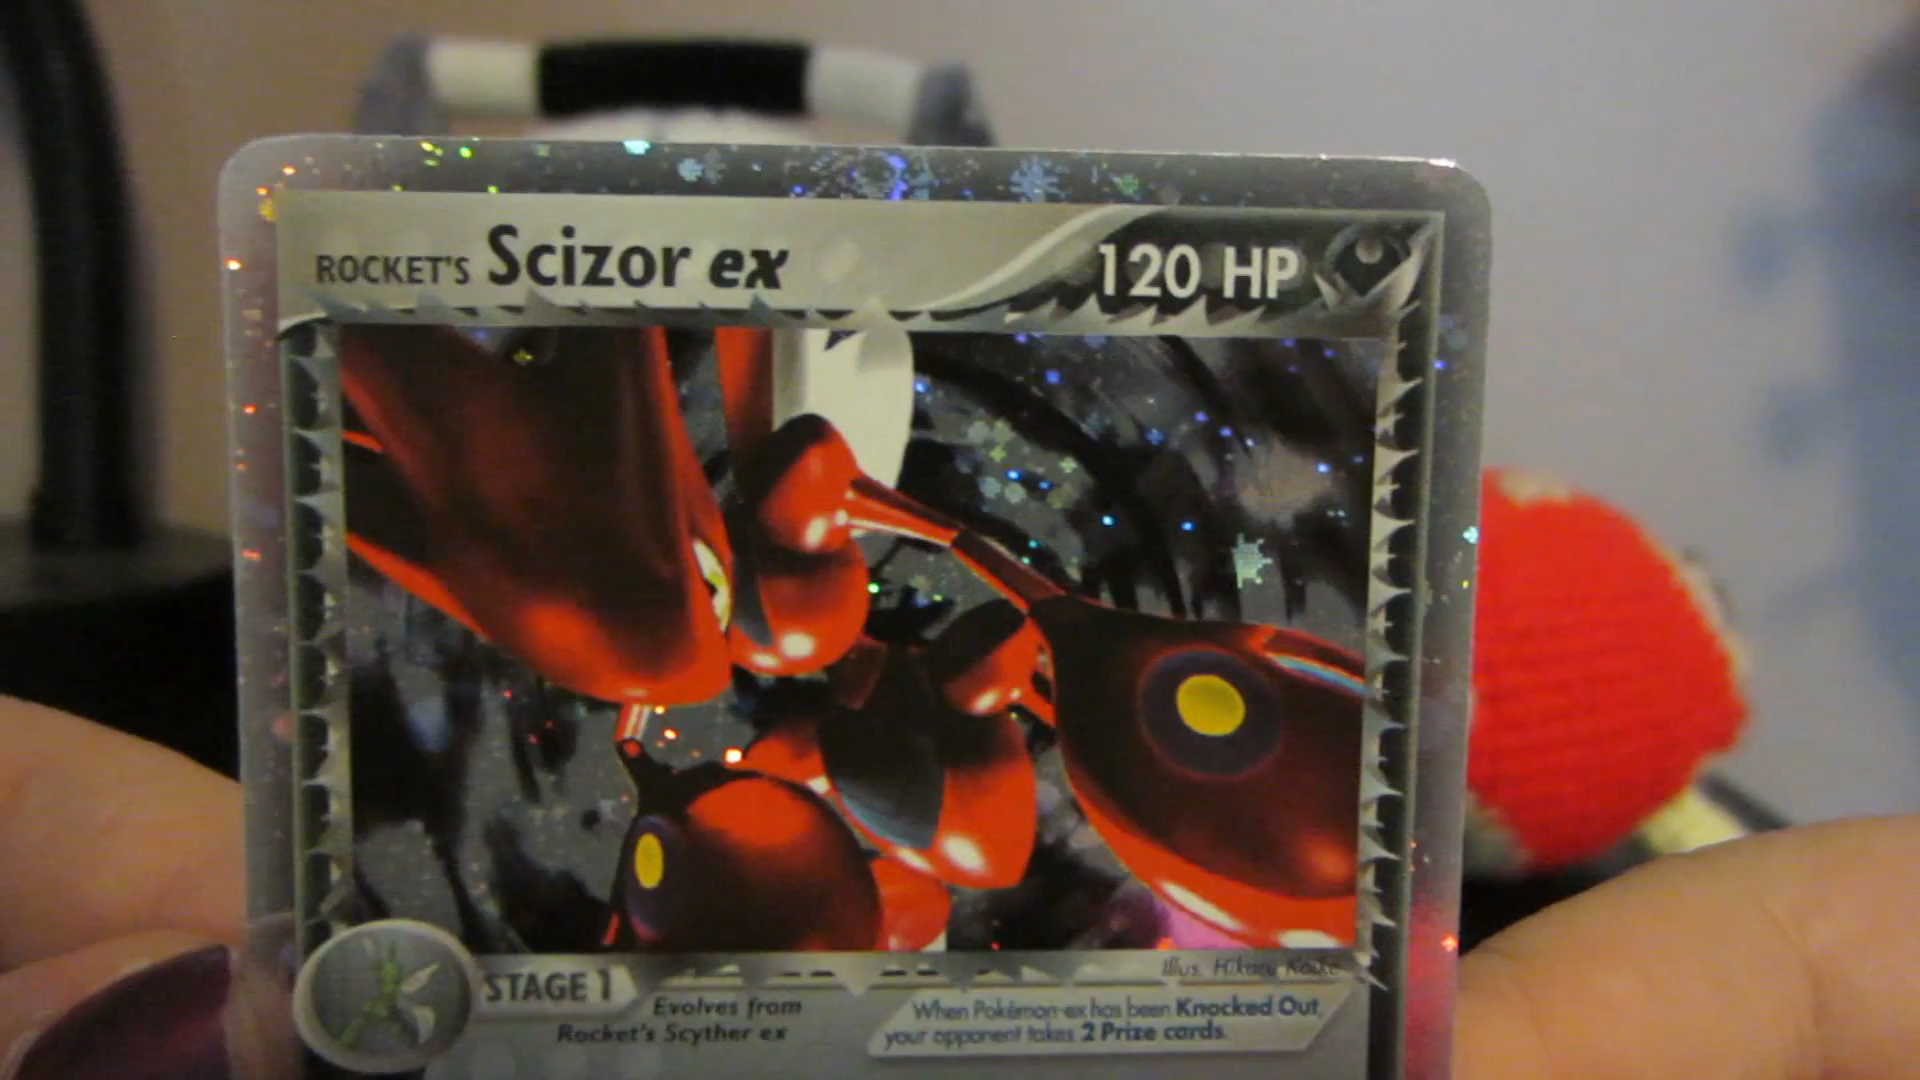 ROCKET'S Scizor ex 120 HP
Illus. Hikaru Koike
STAGE 1
Evolves from
Rocket's Scyther ex
When Pokémon-ex has been Knocked Out,
your opponent takes 2 Prize cards.